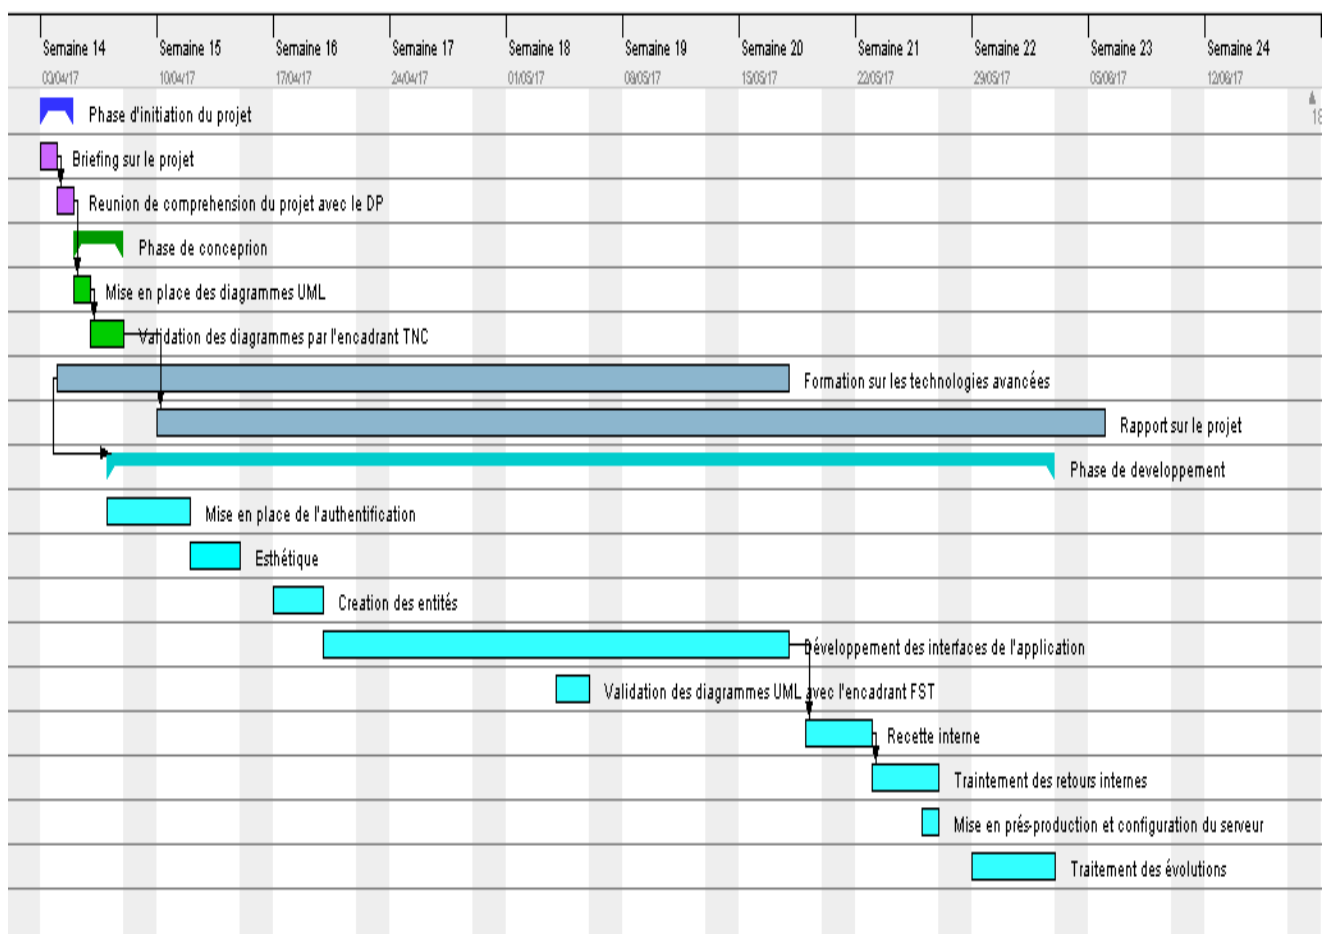 Semaine 14 Semaine 15 Semaine 16 Semaine 17 Semaine 18 Semaine 19 Semaine 20 Semaine 21 Semaine 22 Semaine 23 Semaine 24
03/04/17 10/04/17 17/04/17 24/04/17 01/05/17 08/05/17 15/05/17 22/05/17 29/05/17 05/06/17 12/06/17
18
Phase d'initiation du projet
Briefing sur le projet
Reunion de comprehension du projet avec le DP
Phase de conceprion
Mise en place des diagrammes UML
Validation des diagrammes par l'encadrant TNC
Formation sur les technologies avancées
Rapport sur le projet
Phase de developpement
Mise en place de l'authentification
Esthétique
Creation des entités
Développement des interfaces de l'application
Validation des diagrammes UML avec l'encadrant FST
Recette interne
Traintement des retours internes
Mise en prés-production et configuration du serveur
Traitement des évolutions